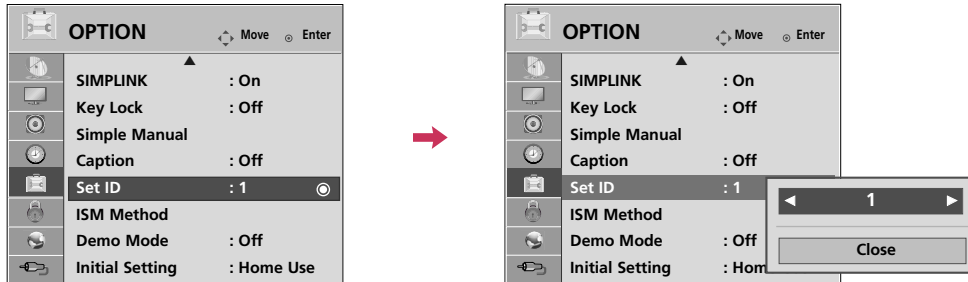 OPTION Move Enter
SIMPLINK : On
Key Lock : Off
Simple Manual
Caption : Off
Set ID : 1
ISM Method
Demo Mode : Off
Initial Setting : Home Use
OPTION Move Enter
SIMPLINK : On
Key Lock : Off
Simple Manual
Caption : Off
Set ID : 1
ISM Method
Demo Mode : Off
Initial Setting : Hom
1
Close